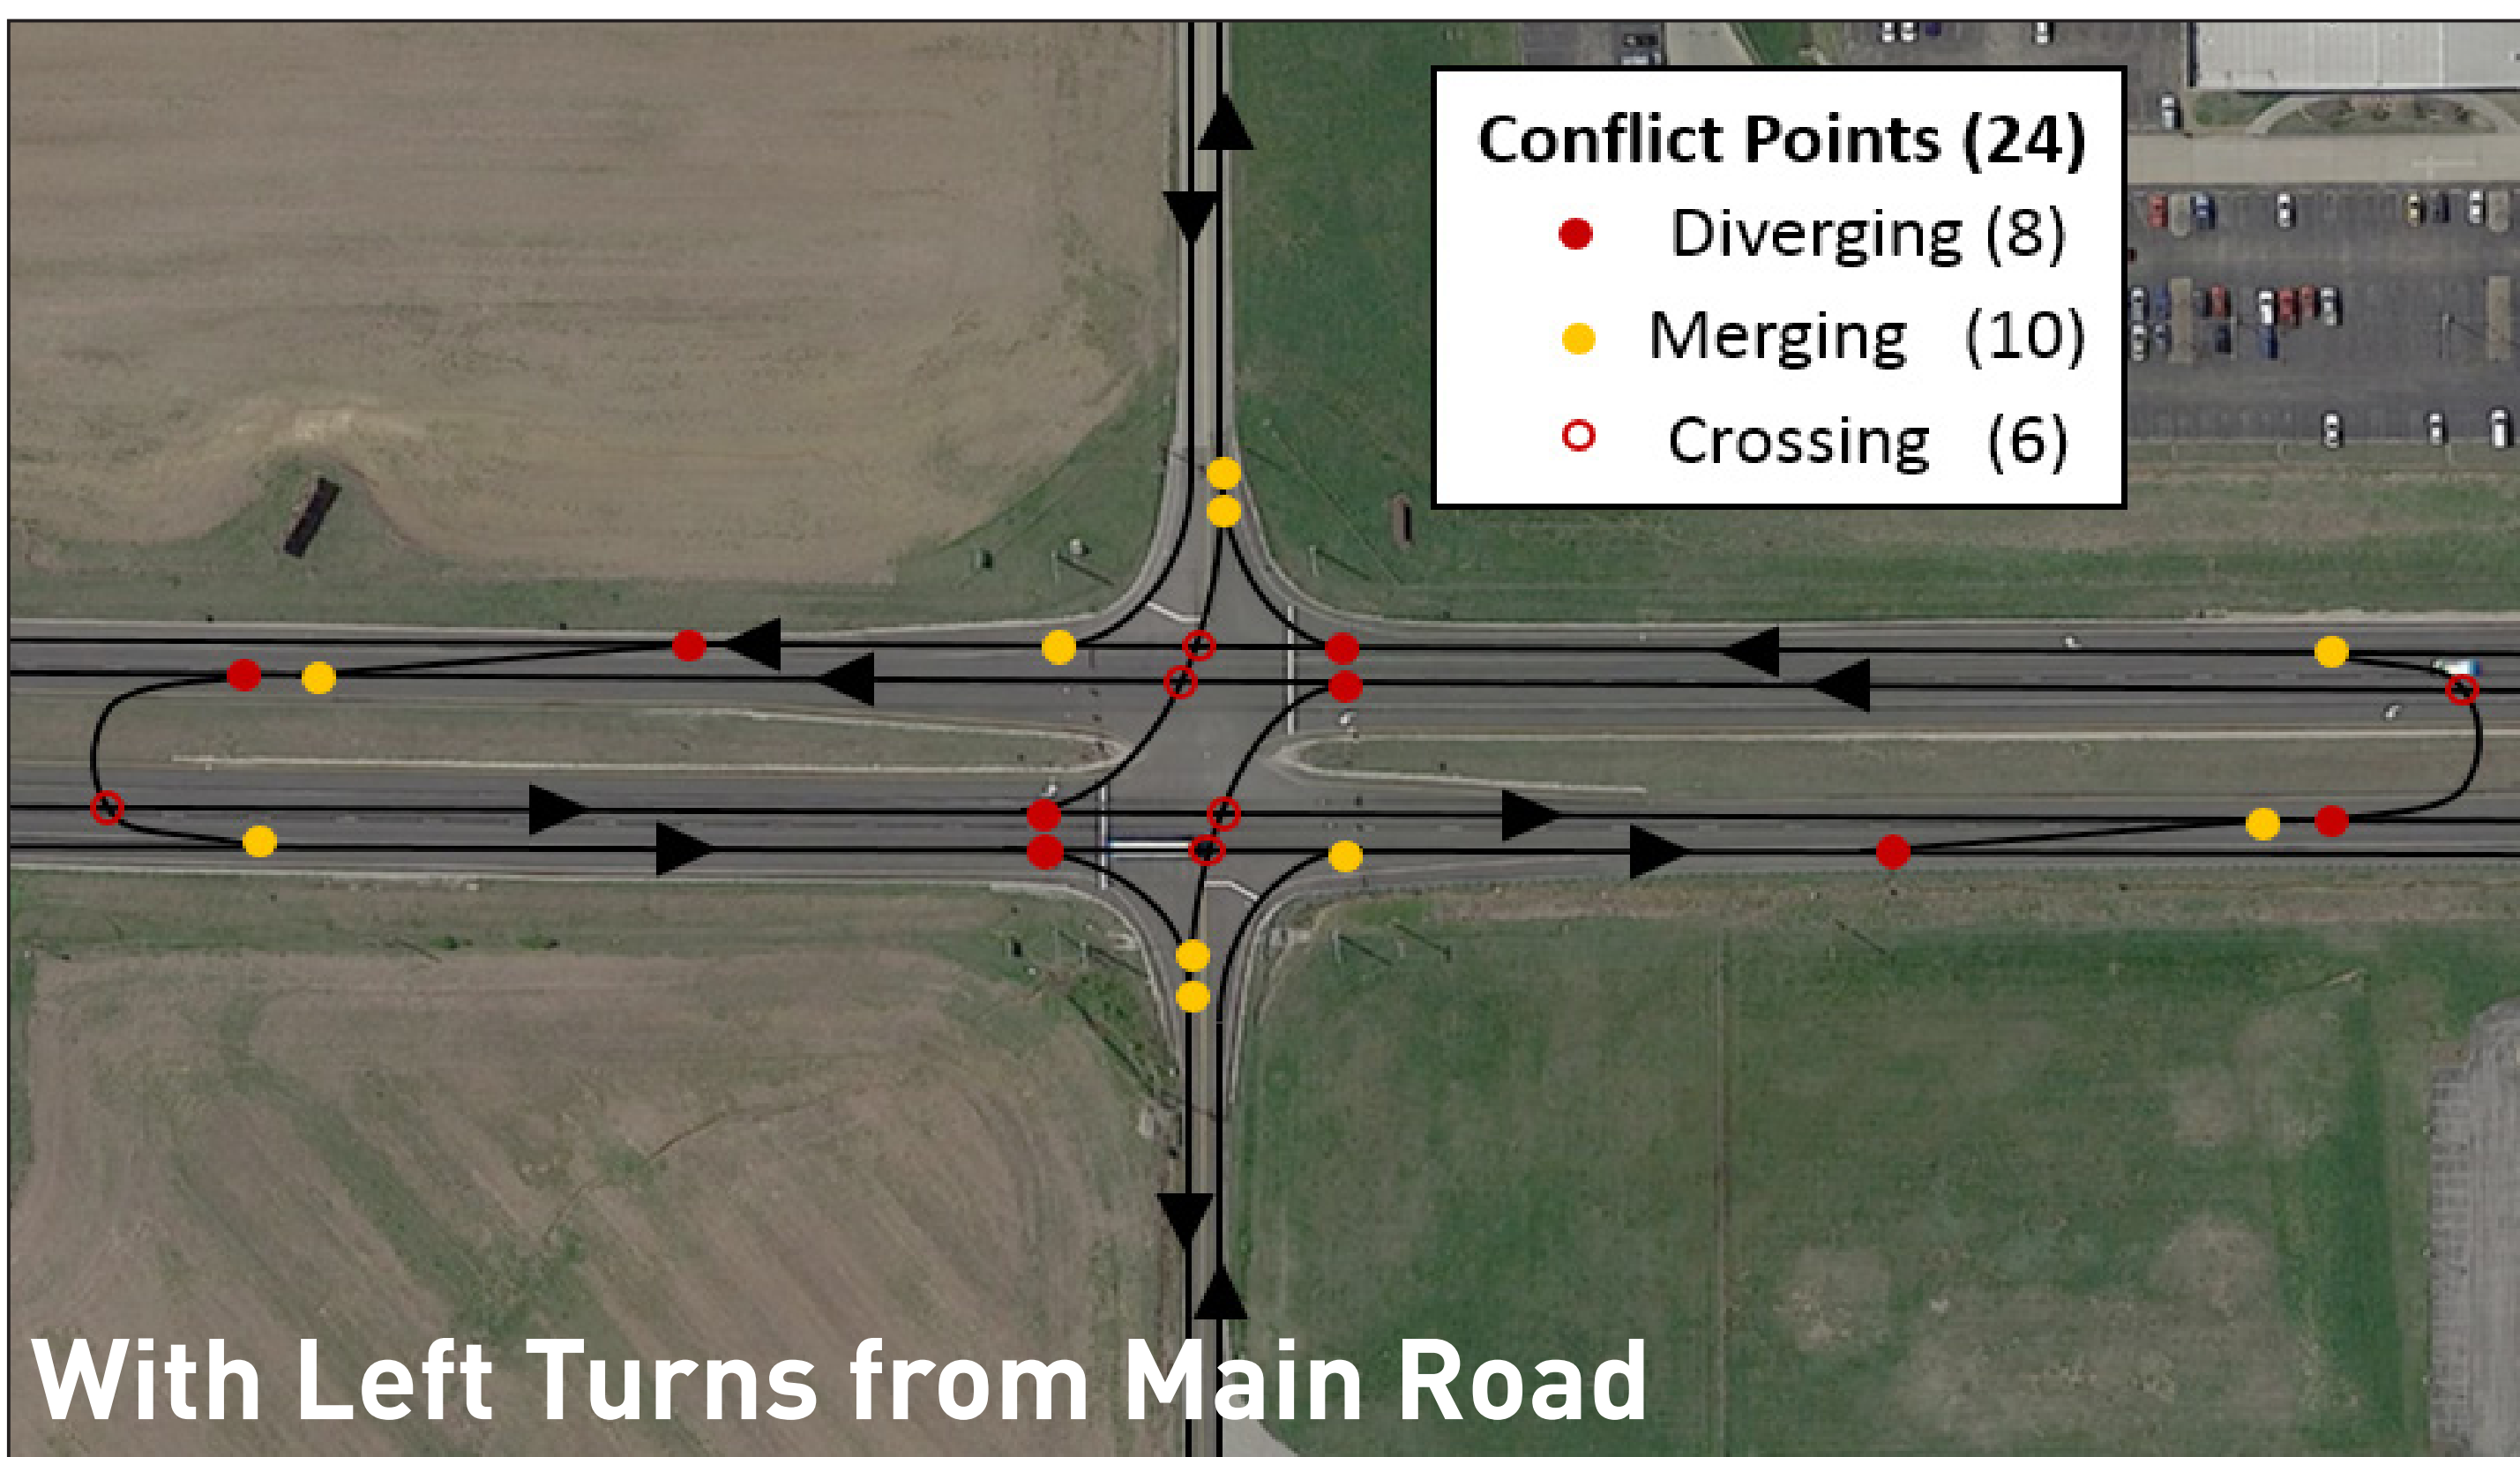 Conflict Points (24)
Diverging (8)
Merging (10)
Crossing (6)
With Left Turns from Main Road